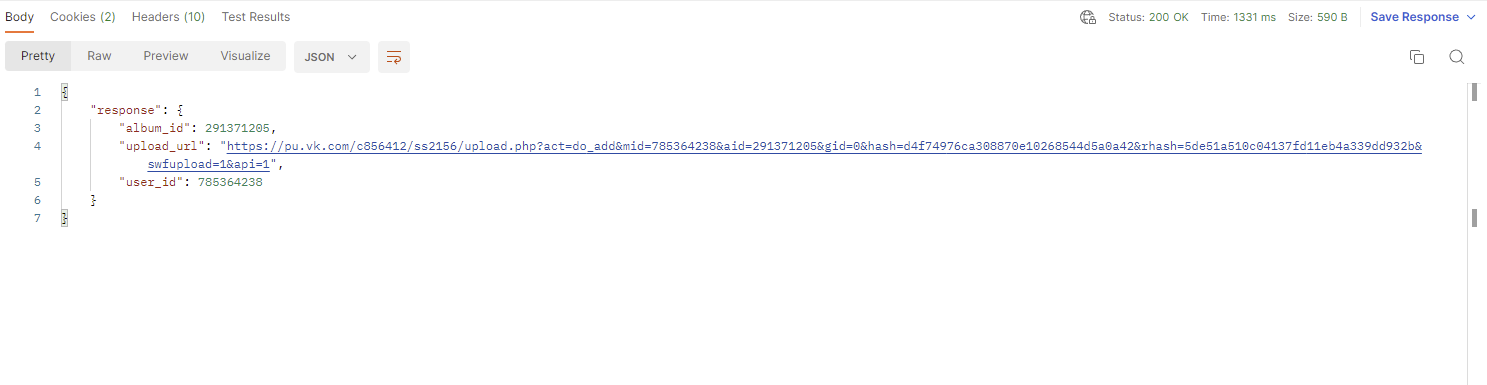 Body Cookies (2) Headers (10) Test Results Status: 200 OK Time: 1331 ms Size: 590 B Save Response
Pretty Raw Preview Visualize JSON
1 {
2 "response": {
3 "album_id": 291371205,
4 "upload_url": "https://pu.vk.com/c856412/ss2156/upload.php?act=do_add&mid=785364238&aid=291371205&gid=0&hash=d4f74976ca308870e10268544d5a0a42&rhash=5de51a510c04137fd11eb4a339dd932b&
swfupload=1&api=1",
5 "user_id": 785364238
6 }
7 }